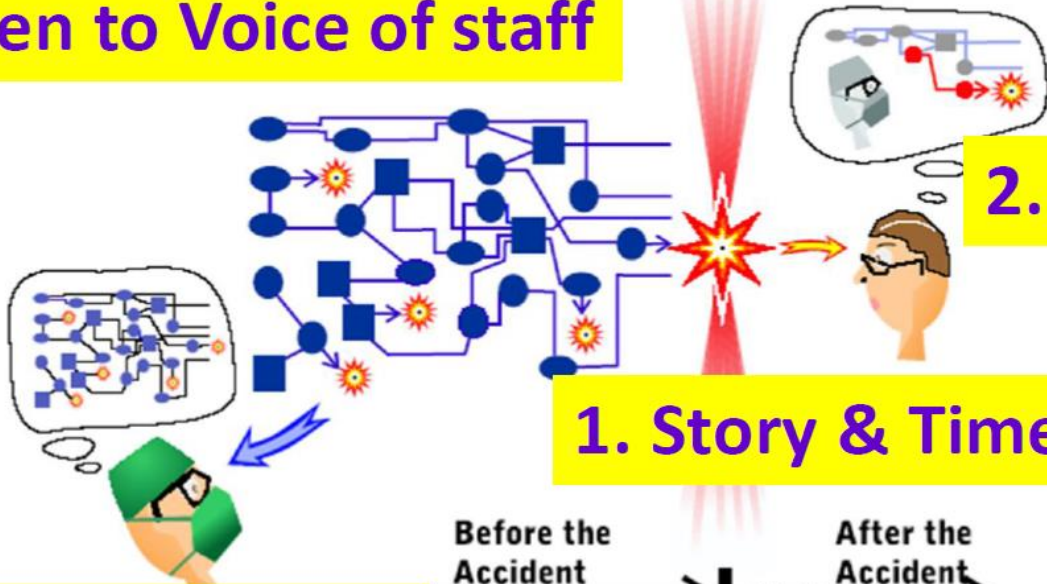 en to Voice of staff
2.
1. Story & Time
Before the
Accident
After the
Accident